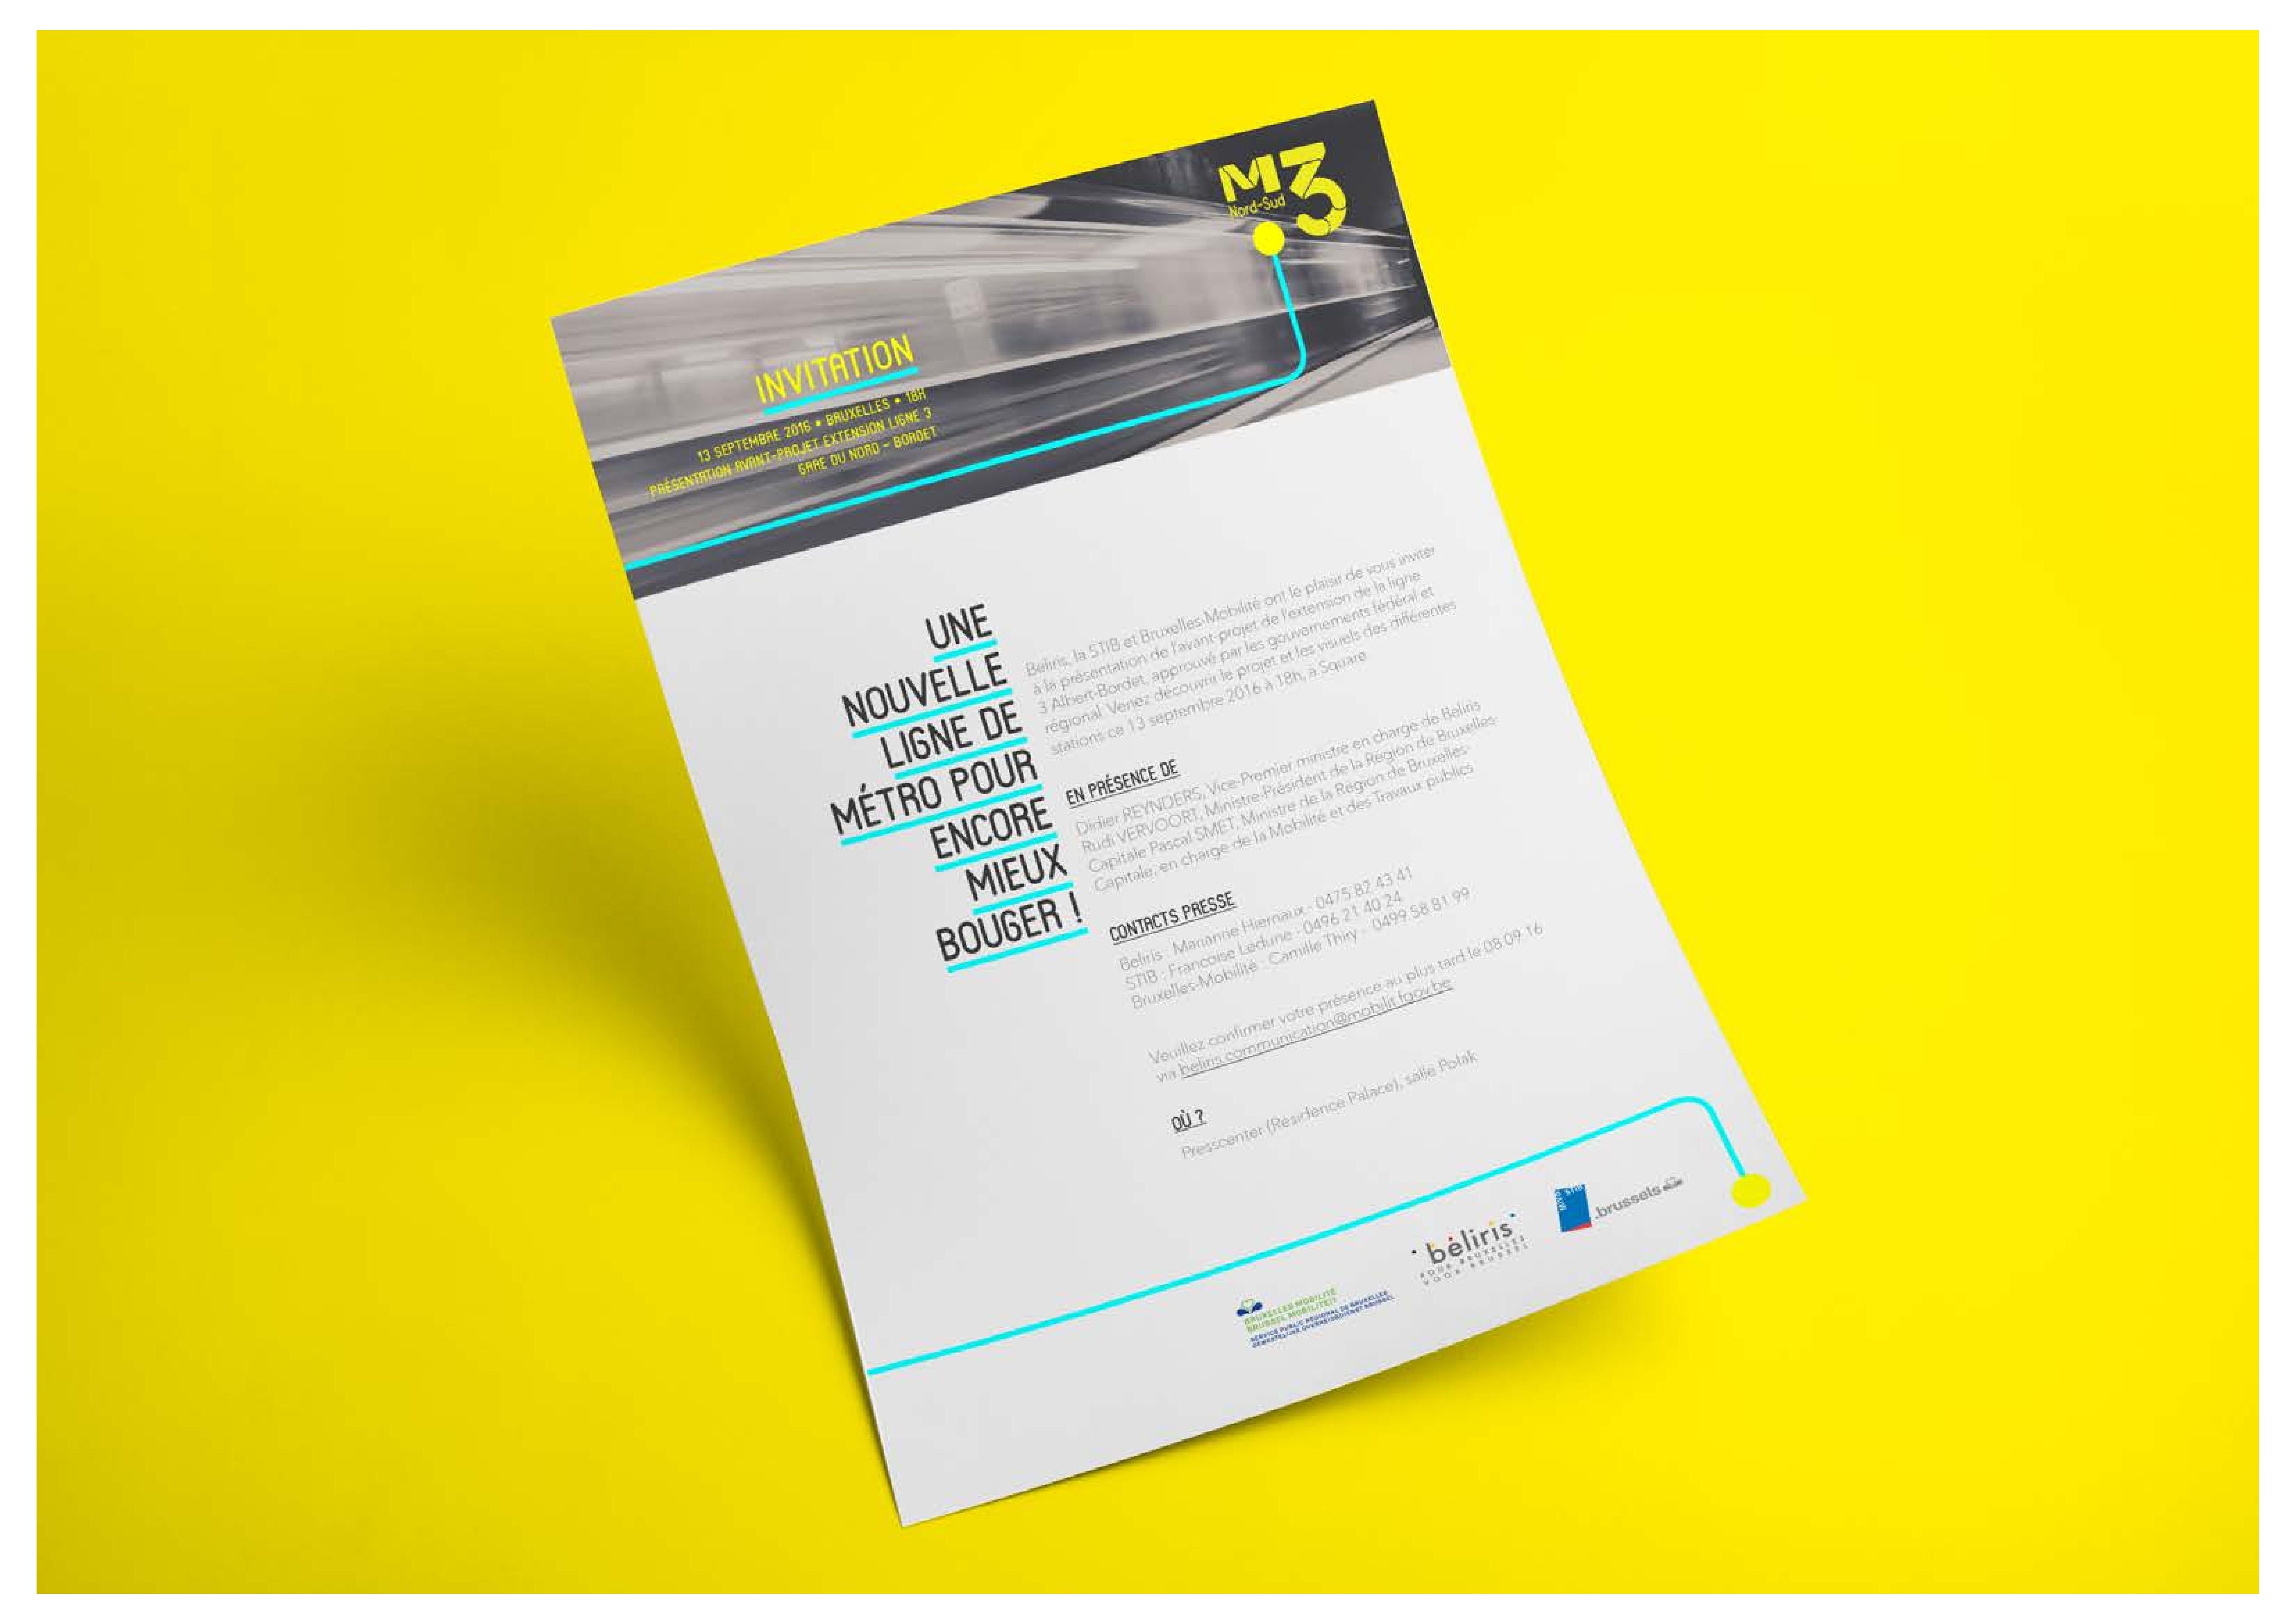 M3
Nord-Sud
INVITATION
13 SEPTEMBRE 2016 • BRUXELLES • 18H
PRÉSENTATION AVANT-PROJET EXTENSION LIGNE 3
GARE DU NORD – BORDET
UNE
NOUVELLE
LIGNE DE
MÉTRO POUR
ENCORE
MIEUX
BOUGER !
Beliris, la STIB et Bruxelles-Mobilité ont le plaisir de vous inviter
à la présentation de l'avant-projet de l'extension de la ligne
3 Albert-Bordet, approuvé par les gouvernements fédéral et
régional. Venez découvrir le projet et les visuels des différentes
stations ce 13 septembre 2016 à 18h, à Square
EN PRÉSENCE DE
Didier REYNDERS, Vice-Premier ministre en charge de Beliris
Rudi VERVOORT, Ministre-Président de la Région de Bruxelles-
Capitale Pascal SMET, Ministre de la Région de Bruxelles-
Capitale, en charge de la Mobilité et des Travaux publics
CONTACTS PRESSE
Beliris : Marianne Hiernaux - 0475 82 43 41
STIB : Francoise Ledune - 0496 21 40 24
Bruxelles-Mobilité - Camille Thiry - 0499 58 81 99
Veuillez confirmer votre présence au plus tard le 08 09 16
via beliris.communication@mobilit.fgov.be
OÙ ?
Presscenter (Résidence Palace), salle Polak
BRUXELLES MOBILITÉ
BRUSSEL MOBILITEIT
SERVICE PUBLIC RÉGIONAL DE BRUXELLES
GEWESTELIJKE OVERHEIDSDIENST BRUSSEL
beliris
POUR BRUXELLES
VOOR BRUSSEL
STIB
MIVB
.brussels